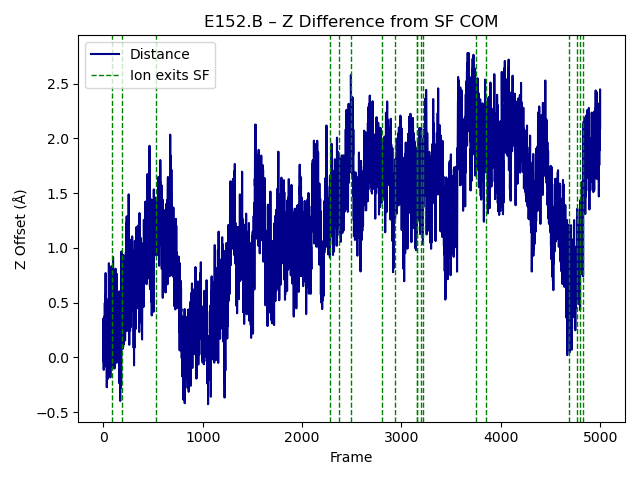 E152.B – Z Difference from SF COM
Distance
Ion exits SF
Z Offset (Å)
2.5
2.0
1.5
1.0
0.5
0.0
−0.5
0 1000 2000 3000 4000 5000
Frame